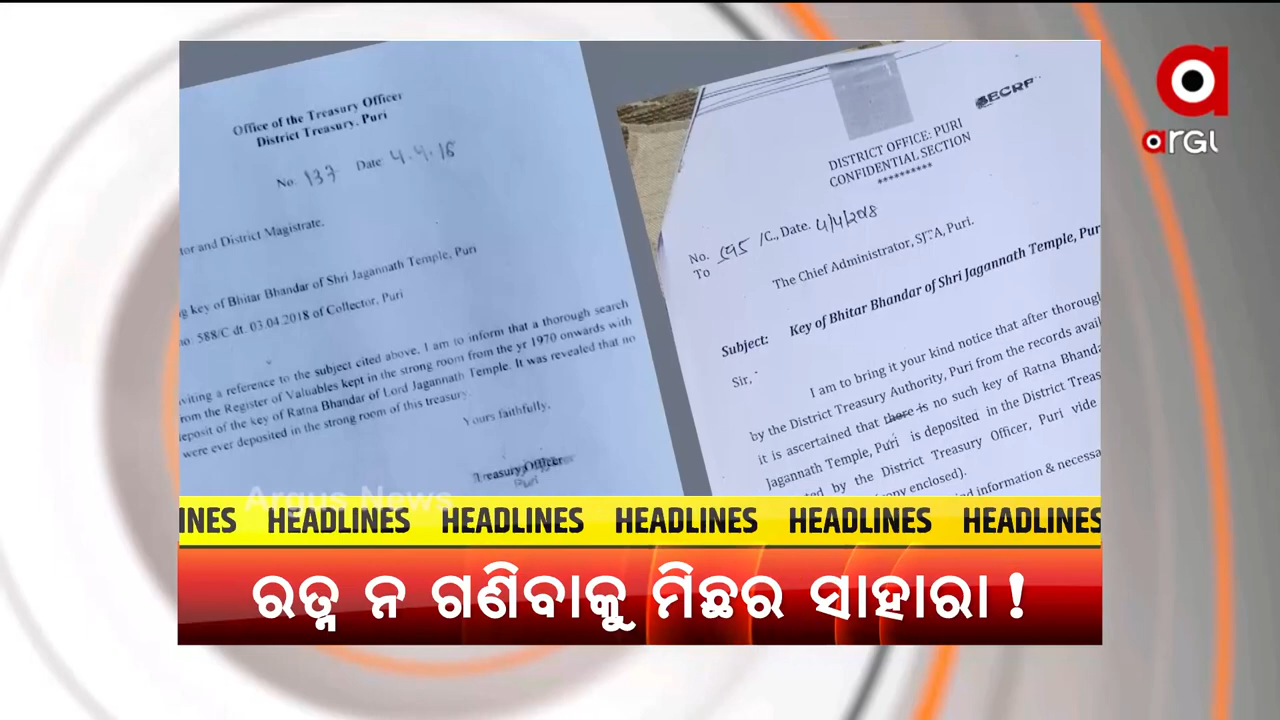 Office of the Treasury Officer
District Treasury, Puri
No. 137 Date 4.4.18
tor and District Magistrate.
g key of Bhitar Bhandar of Shri Jagannath Temple, Puri
no. 588/C dt. 03.04.2018 of Collector, Puri
viting a reference to the subject cited above, I am to inform that a thorough search
rom the Register of Valuables kept in the strong room from the yr 1970 onwards with
eposit of the key of Ratna Bhandar of Lord Jagannath Temple. It was revealed that no
were ever deposited in the strong room of this treasury.
Yours faithfully,
Treasury Officer
Puri
DISTRICT OFFICE: PURI
CONFIDENTIAL SECTION
**********
No. 595 /C., Date. 4/4/2018
To
The Chief Administrator, SJTA, Puri.
Subject: Key of Bhitar Bhandar of Shri Jagannath Temple, Pur
Sir,
I am to bring it your kind notice that after thorough
by the District Treasury Authority, Puri from the records avail
it is ascertained that there is no such key of Ratna Bhanda
Jagannath Temple, Puri is deposited in the District Treas
ted by the District Treasury Officer, Puri vide
(copy enclosed).
d information & necessa
aRGU
Argus News
INES HEADLINES HEADLINES HEADLINES HEADLINES HEADLINES
ରତ୍ନ ନ ଗଣିବାକୁ ମିଛର ସାହାରା !